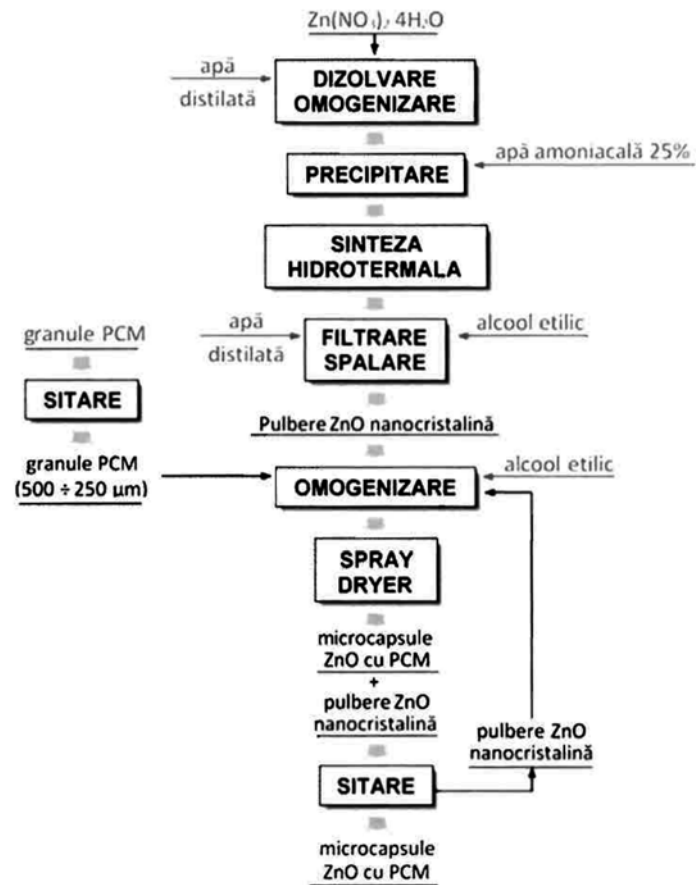 Zn(NO₃)₂ 4H₂O
apă
distilată
DIZOLVARE
OMOGENIZARE
PRECIPITARE
apă amoniacală 25%
SINTEZA
HIDROTERMALA
apă
distilată
FILTRARE
SPALARE
alcool etilic
granule PCM
SITARE
granule PCM
(500 ÷ 250 μm)
Pulbere ZnO nanocristalină
OMOGENIZARE
alcool etilic
SPRAY
DRYER
microcapsule
ZnO cu PCM
+
pulbere ZnO
nanocristalină
SITARE
pulbere ZnO
nanocristalină
microcapsule
ZnO cu PCM